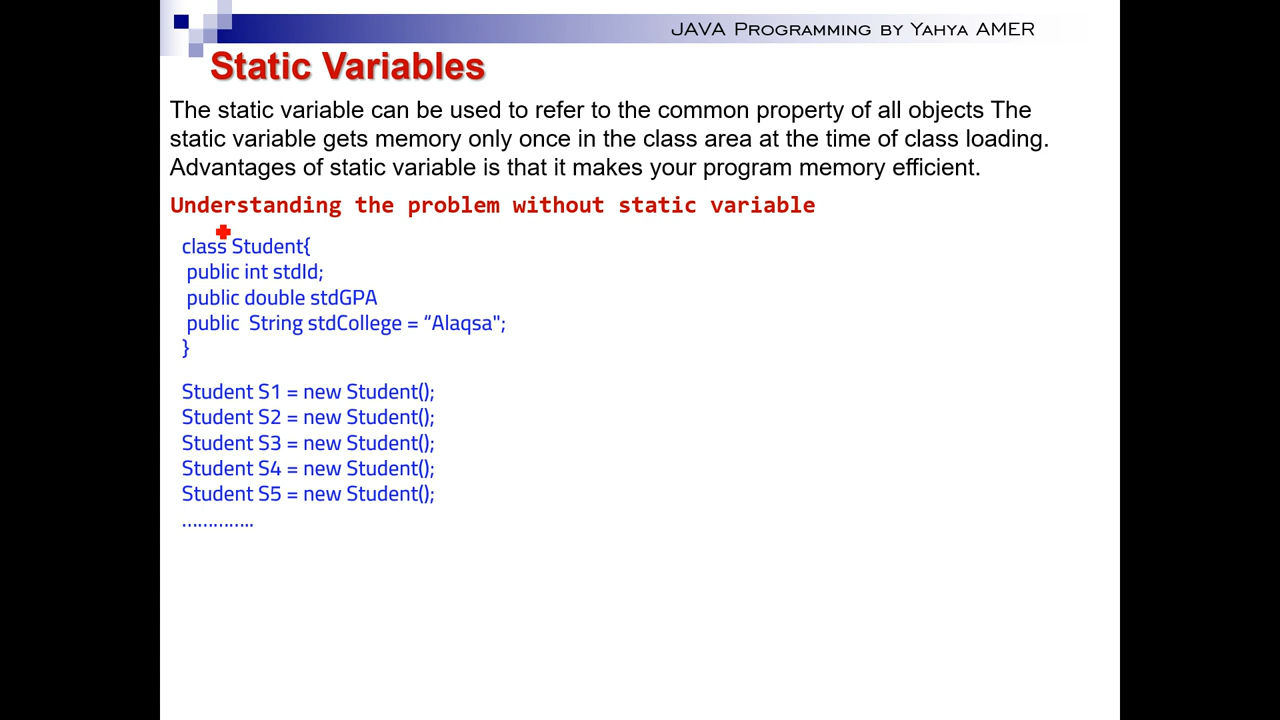 JAVA Programming by Yahya AMER
Static Variables
The static variable can be used to refer to the common property of all objects The
static variable gets memory only once in the class area at the time of class loading.
Advantages of static variable is that it makes your program memory efficient.
Understanding the problem without static variable
class Student{
public int stdId;
public double stdGPA
public  String stdCollege = “Alaqsa";
}
Student S1 = new Student();
Student S2 = new Student();
Student S3 = new Student();
Student S4 = new Student();
Student S5 = new Student();
…………..